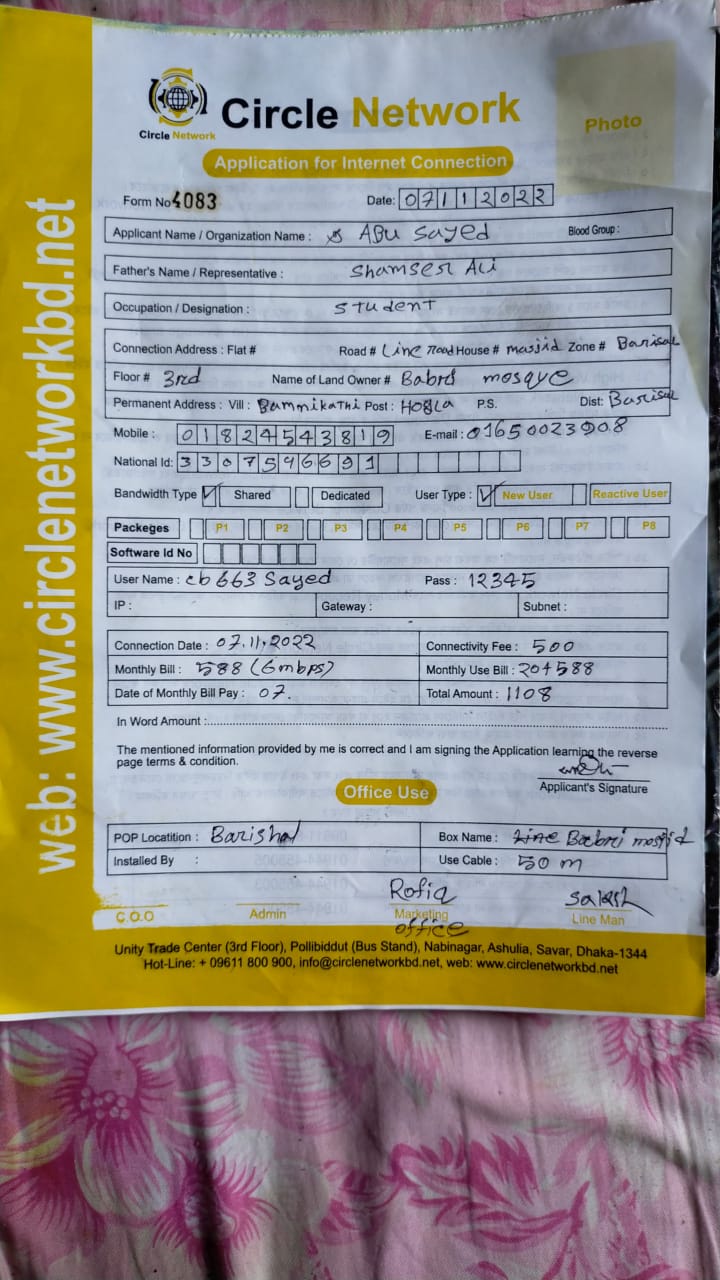 web: www.circlenetworkbd.net
Circle Network
Circle Network
Photo
Application for Internet Connection
Form No 4083 Date: 07112022
Applicant Name / Organization Name : ABU Sayed Blood Group :
Father's Name / Representative : Shamser Ali
Occupation / Designation : Student
Connection Address : Flat # Road # Line Road House # masjid Zone # Barisal
Floor # 3rd Name of Land Owner # Babri mosque
Permanent Address : Vill : Bammikathi Post : HOGLA P.S. Dist: Barisal
Mobile : 01824543819 E-mail : 01650023908
National Id: 3307596691
Bandwidth Type Shared Dedicated User Type : New User Reactive User
Packeges P1 P2 P3 P4 P5 P6 P7 P8
Software Id No
User Name : cb663 Sayed Pass : 12345
IP : Gateway : Subnet :
Connection Date : 07.11.2022 Connectivity Fee : 500
Monthly Bill : 588 (6mbps) Monthly Use Bill : 20+588
Date of Monthly Bill Pay : 07. Total Amount : 1108
In Word Amount :
The mentioned information provided by me is correct and I am signing the Application learning the reverse
page terms & condition.
Applicant's Signature
Office Use
POP Locatition : Barishal Box Name : Line Babri mosjid
Installed By : Use Cable : 50 m
Rofiq
C.O.O Admin Marketing Line Man
office
Unity Trade Center (3rd Floor), Pollibiddut (Bus Stand), Nabinagar, Ashulia, Savar, Dhaka-1344
Hot-Line: + 09611 800 900, info@circlenetworkbd.net, web: www.circlenetworkbd.net